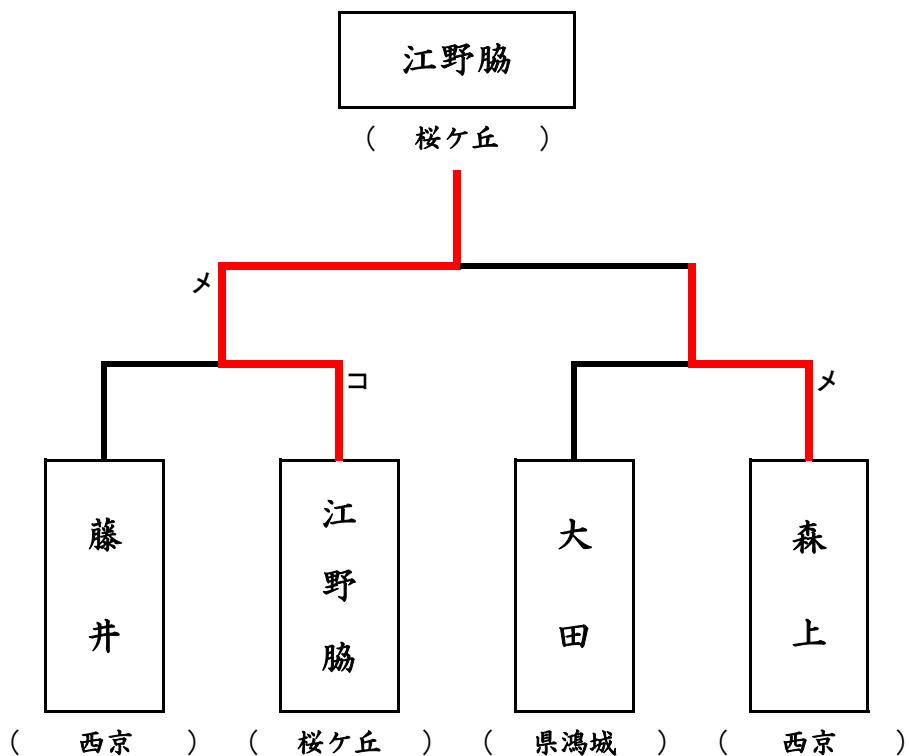 江野脇
( 桜ケ丘 )
メ
コ
メ
藤井
江野脇
大田
森上
( 西京 )
( 桜ケ丘 )
( 県鴻城 )
( 西京 )